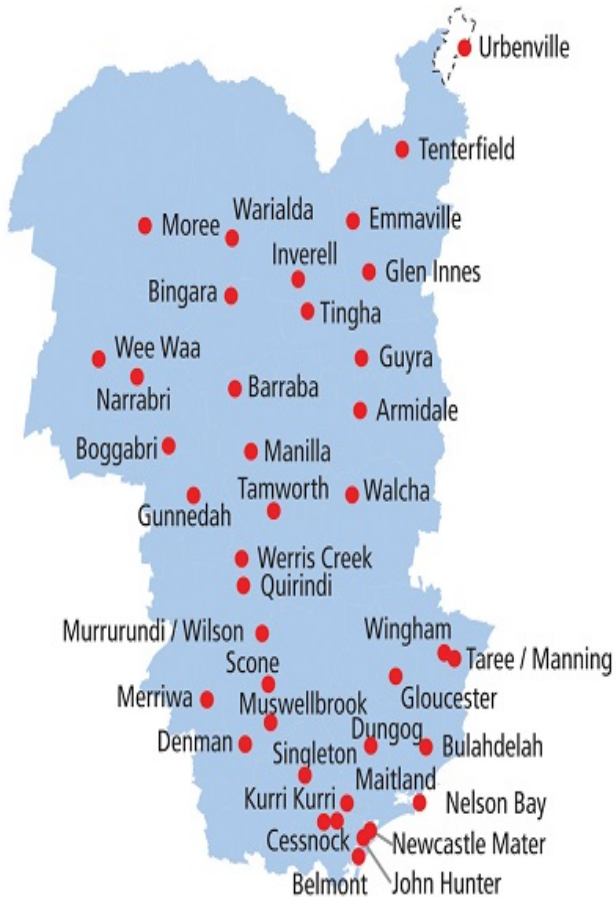 Urbenville
Tenterfield
Warialda
Moree
Emmaville
Inverell
Glen Innes
Bingara
Tingha
Wee Waa
Guyra
Narrabri
Barraba
Armidale
Boggabri
Manilla
Tamworth
Walcha
Gunnedah
Werris Creek
Quirindi
Murrurundi / Wilson
Wingham
Taree / Manning
Scone
Gloucester
Merriwa
Muswellbrook
Dungog
Denman
Bulahdelah
Singleton
Maitland
Kurri Kurri
Nelson Bay
Cessnock
Newcastle Mater
Belmont
John Hunter